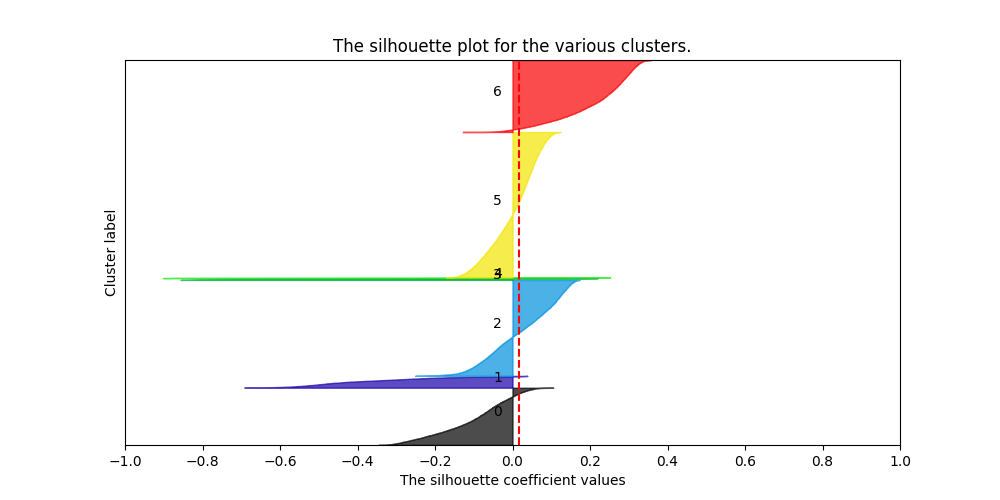 The silhouette plot for the various clusters.
Cluster label
6
5
4
3
2
1
0
−1.0 −0.8 −0.6 −0.4 −0.2 0.0 0.2 0.4 0.6 0.8 1.0
The silhouette coefficient values